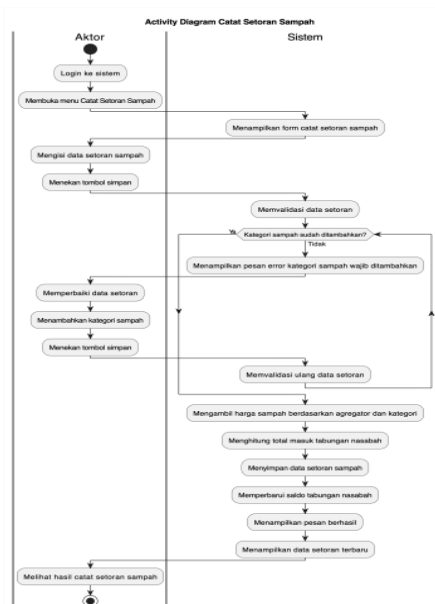 Activity Diagram Catat Setoran Sampah
Aktor
Sistem
Login ke sistem
Membuka menu Catat Setoran Sampah
Menampilkan form catat setoran sampah
Mengisi data setoran sampah
Menekan tombol simpan
Memvalidasi data setoran
Ya
Kategori sampah sudah ditambahkan?
Tidak
Menampilkan pesan error kategori sampah wajib ditambahkan
Memperbaiki data setoran
Menambahkan kategori sampah
Menekan tombol simpan
Memvalidasi ulang data setoran
Mengambil harga sampah berdasarkan agregator dan kategori
Menghitung total masuk tabungan nasabah
Menyimpan data setoran sampah
Memperbarui saldo tabungan nasabah
Menampilkan pesan berhasil
Menampilkan data setoran terbaru
Melihat hasil catat setoran sampah